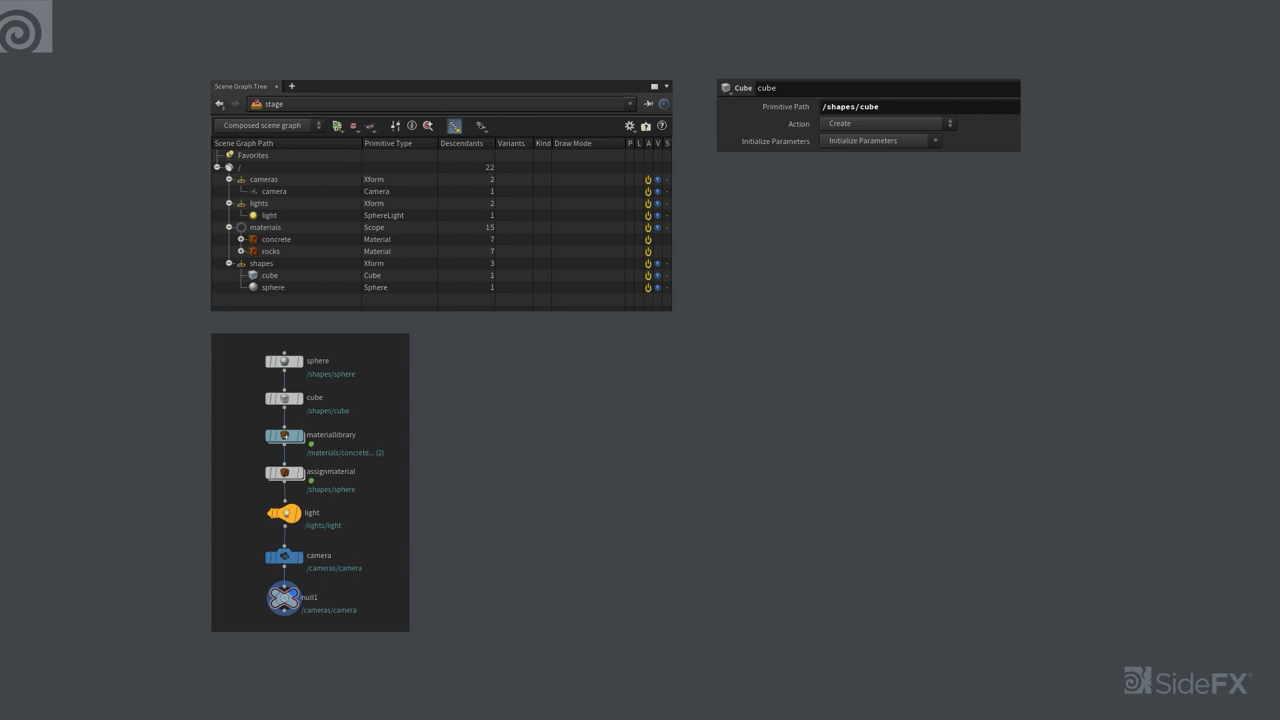 Scene Graph Tree
stage
Composed scene graph
Scene Graph Path Primitive Type Descendants Variants Kind Draw Mode P L A V S
Favorites
/ 22
cameras Xform 2
camera Camera 1
lights Xform 2
light SphereLight 1
materials Scope 15
concrete Material 7
rocks Material 7
shapes Xform 3
cube Cube 1
sphere Sphere 1
Cube cube
Primitive Path /shapes/cube
Action Create
Initialize Parameters Initialize Parameters
sphere
/shapes/sphere
cube
/shapes/cube
materiallibrary
/materials/concrete... (2)
assignmaterial
/shapes/sphere
light
/lights/light
camera
/cameras/camera
null1
/cameras/camera
SideFX